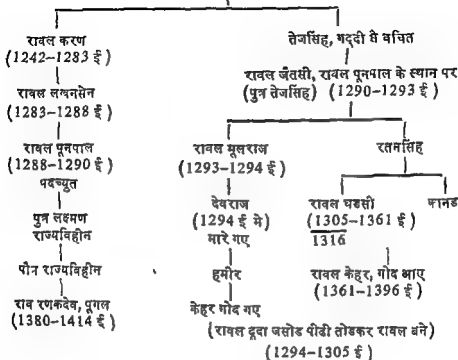 रावल करण
(1242-1283 ई)
रावल लखनसेन
(1283-1288 ई)
रावल पूनपाल
(1288-1290 ई)
पदच्युत
पुत्र लक्ष्मण
राज्यविहीन
पौत्र राज्यविहीन
राव रणकदेव, पूगल
(1380-1414 ई)
तेजसिंह, गद्दी से वंचित
रावल जैतसी, रावल पूनपाल के स्थान पर
(पुत्र तेजसिंह) (1290-1293 ई)
रावल मूलराज
(1293-1294 ई)
देवराज
(1294 ई मे)
मारे गए
हमीर
केहर गोद गए
रतनसिंह
रावल घडसी
(1305-1361 ई)
1316
कानड
रावल केहर, गोद आए
(1361-1396 ई)
(रावल दूदा जसोड पीढी तोडकर रावल बने)
(1294-1305 ई)